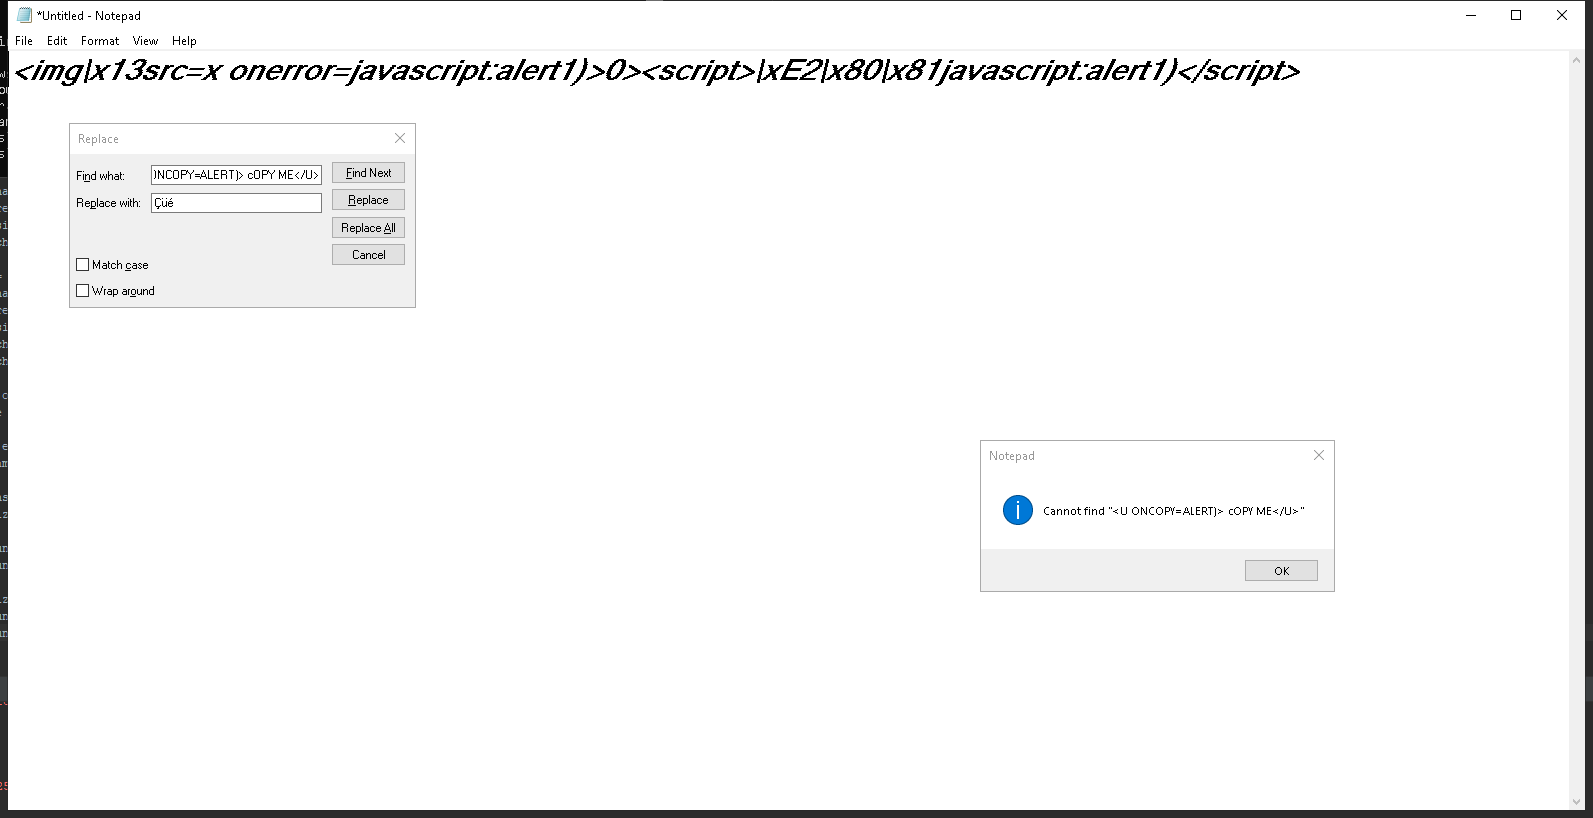 *Untitled - Notepad
File Edit Format View Help
<img|x13src=x onerror=javascript:alert1)>0><script>|xE2|x80|x81javascript:alert1)</script>
Replace
Find what: )NCOPY=ALERT)> cOPY ME</U> Find Next
Replace with: Çüé Replace
Replace All
Cancel
Match case
Wrap around
Notepad
Cannot find "<U ONCOPY=ALERT)> cOPY ME</U>"
OK